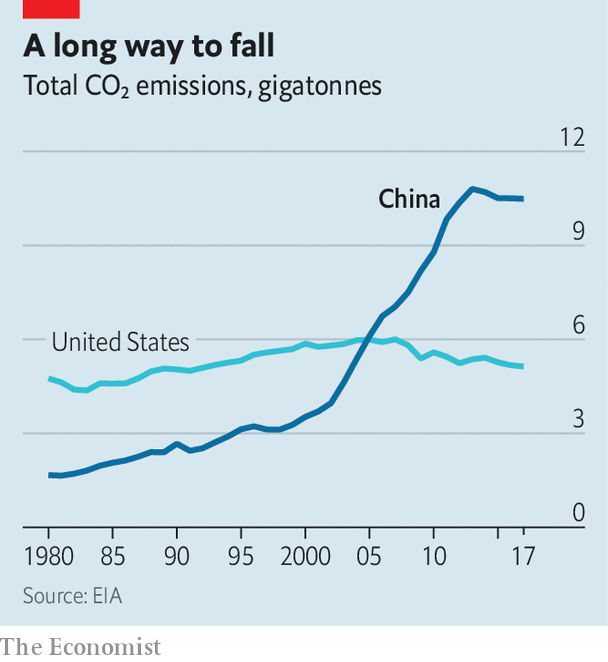 A long way to fall
Total CO₂ emissions, gigatonnes
12
China
9
6
United States
3
0
1980 85 90 95 2000 05 10 17
Source: EIA
The Economist